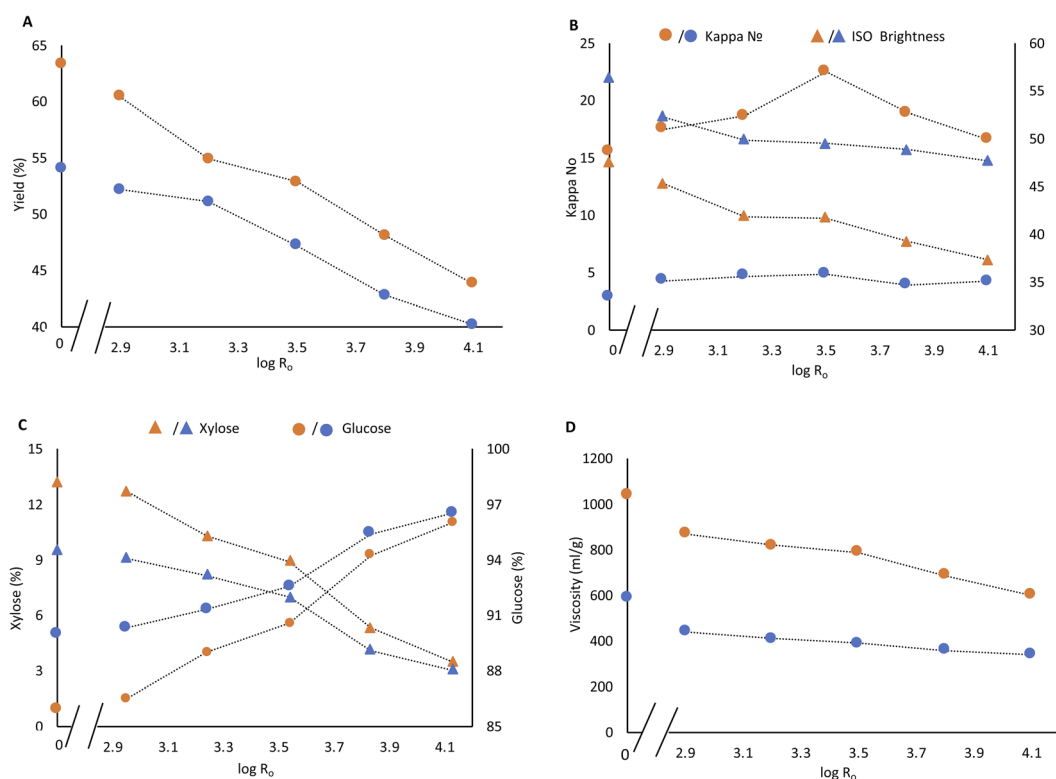 A
65
60
55
50
45
40
Yield (%)
0 2.9 3.1 3.3 3.5 3.7 3.9 4.1
log Ro
B
/ Kappa № / ISO Brightness
25
20
15
10
5
0
Kappa No
60
55
50
45
40
35
30
0 2.9 3.1 3.3 3.5 3.7 3.9 4.1
log Ro
C
/ Xylose / Glucose
15
12
9
6
3
0
Xylose (%)
100
97
94
91
88
85
Glucose (%)
0 2.9 3.1 3.3 3.5 3.7 3.9 4.1
log Ro
D
1200
1000
800
600
400
200
0
Viscosity (ml/g)
0 2.9 3.1 3.3 3.5 3.7 3.9 4.1
log Ro